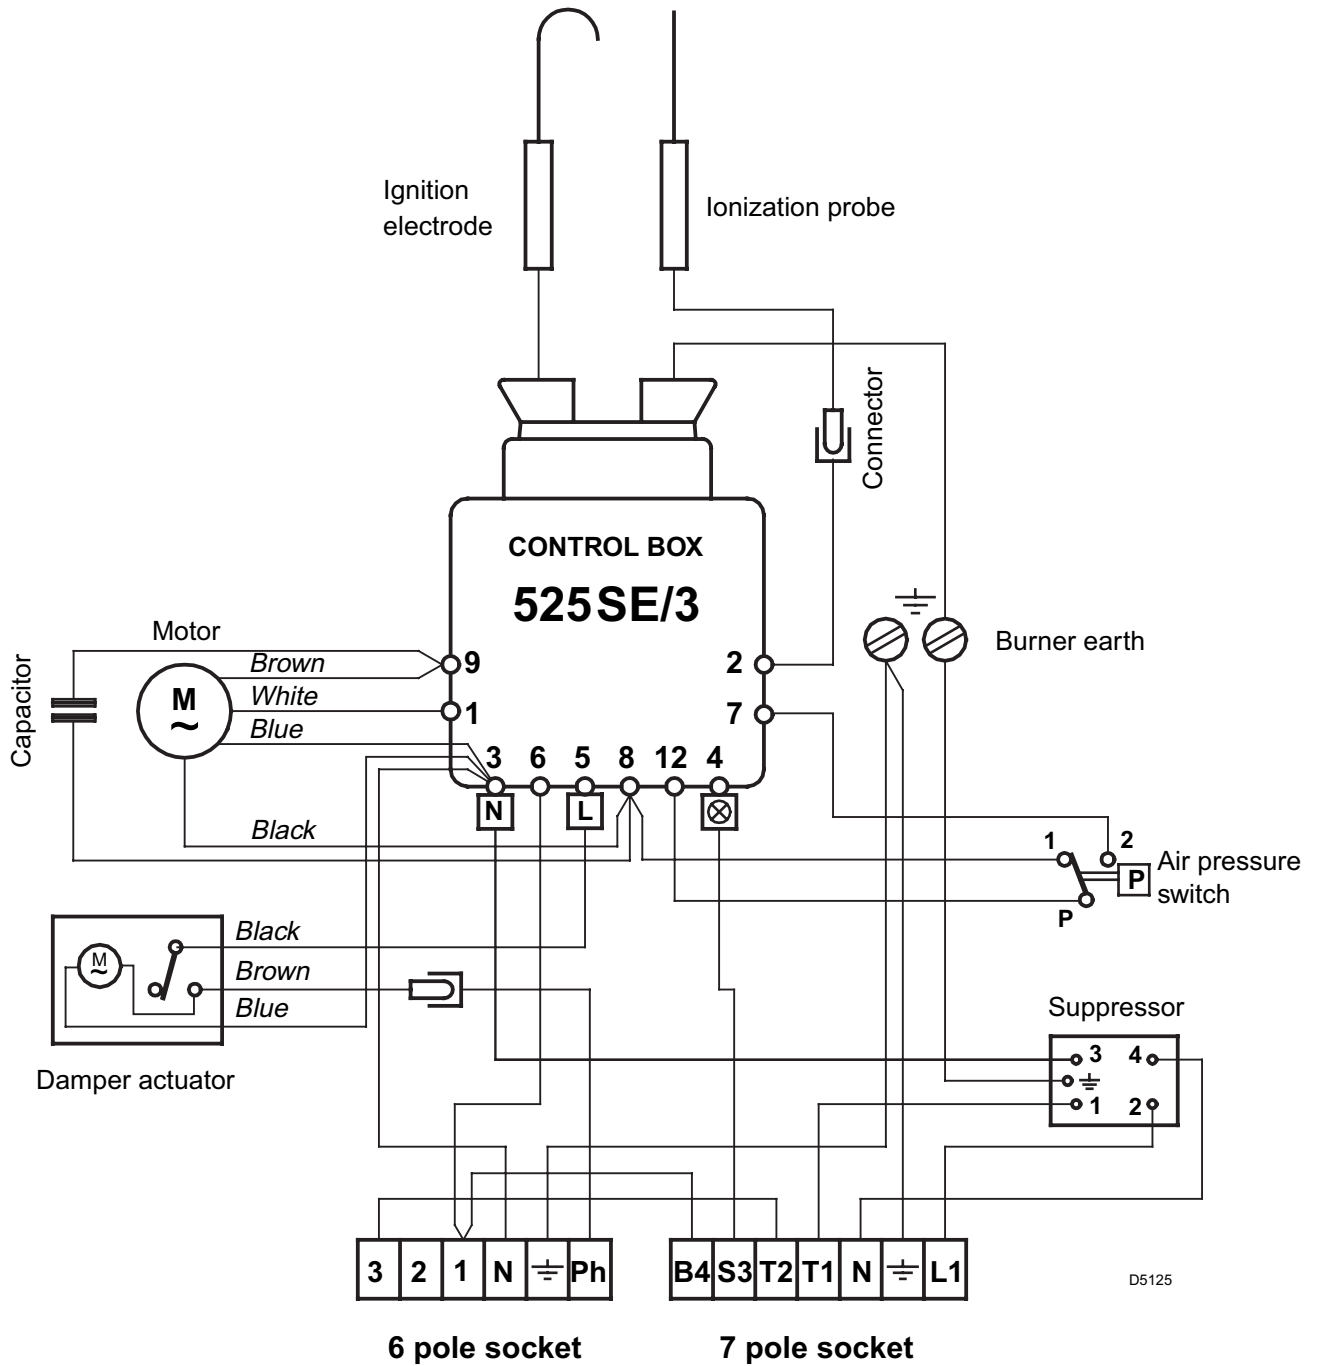 Ignition
electrode
Ionization probe
Connector
CONTROL BOX
525SE/3
Burner earth
Motor
Capacitor
M
~
Brown
White
Blue
Black
9
1
2
7
3 6 5 8 12 4
N L
1 2
P
P
Air pressure
switch
M
~
Black
Brown
Blue
Damper actuator
Suppressor
3 4
1 2
3 2 1 N Ph
B4 S3 T2 T1 N L1
D5125
6 pole socket
7 pole socket